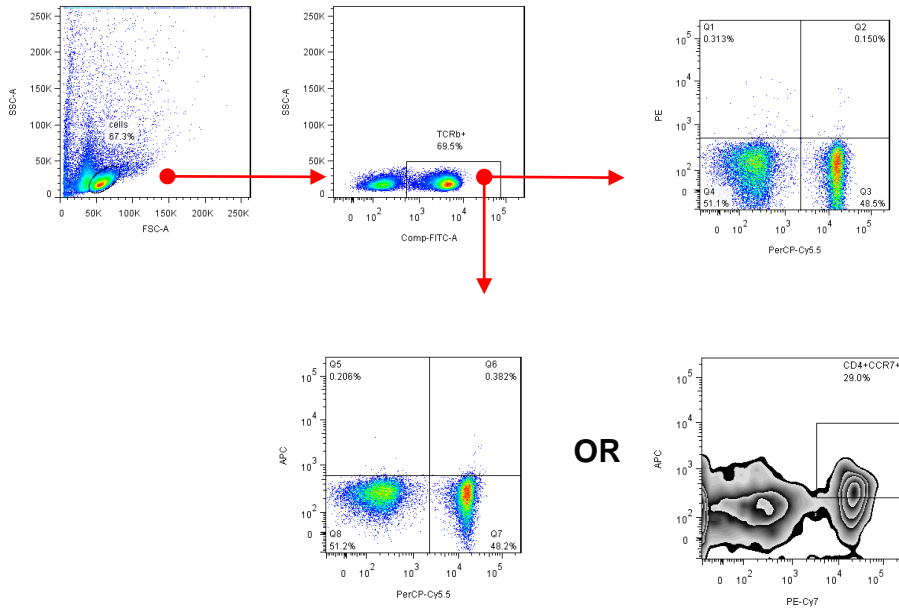 250K
200K
150K
100K
50K
0
SSC-A
cells
67.3%
0 50K 100K 150K 200K 250K
FSC-A
250K
200K
150K
100K
50K
0
SSC-A
TCRb+
69.5%
0 10² 10³ 10⁴ 10⁵
Comp-FITC-A
10⁵
10⁴
10³
10²
0
PE
Q1
0.313%
Q2
0.150%
Q4
51.1%
Q3
48.5%
0 10² 10³ 10⁴ 10⁵
PerCP-Cy5.5
10⁵
10⁴
10³
10²
0
APC
Q5
0.206%
Q6
0.382%
Q8
51.2%
Q7
48.2%
0 10² 10³ 10⁴ 10⁵
PerCP-Cy5.5
OR
10⁵
10⁴
10³
10²
0
APC
CD4+CCR7+
29.0%
0 10² 10³ 10⁴ 10⁵
PE-Cy7